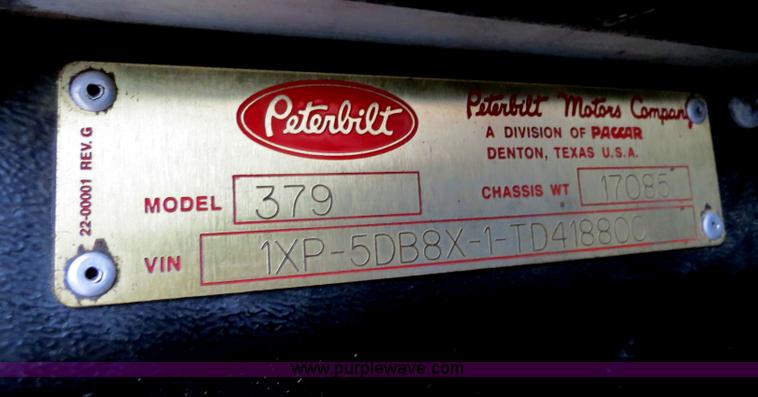 Peterbilt
Peterbilt Motors Company
A DIVISION OF PACCAR
DENTON, TEXAS U.S.A.
MODEL 379
CHASSIS WT 17085
VIN 1XP-5DB8X-1-TD418800
22-00001 REV. G
www.purplewave.com